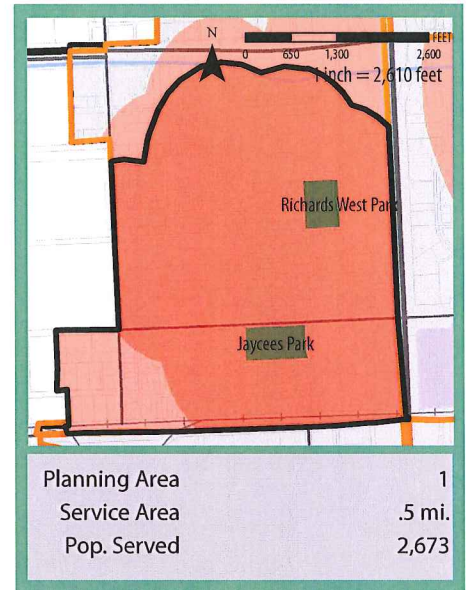 N
FEET
0 650 1,300 2,600
1 inch = 2,610 feet
Richards West Park
Jaycees Park
Planning Area 1
Service Area .5 mi.
Pop. Served 2,673